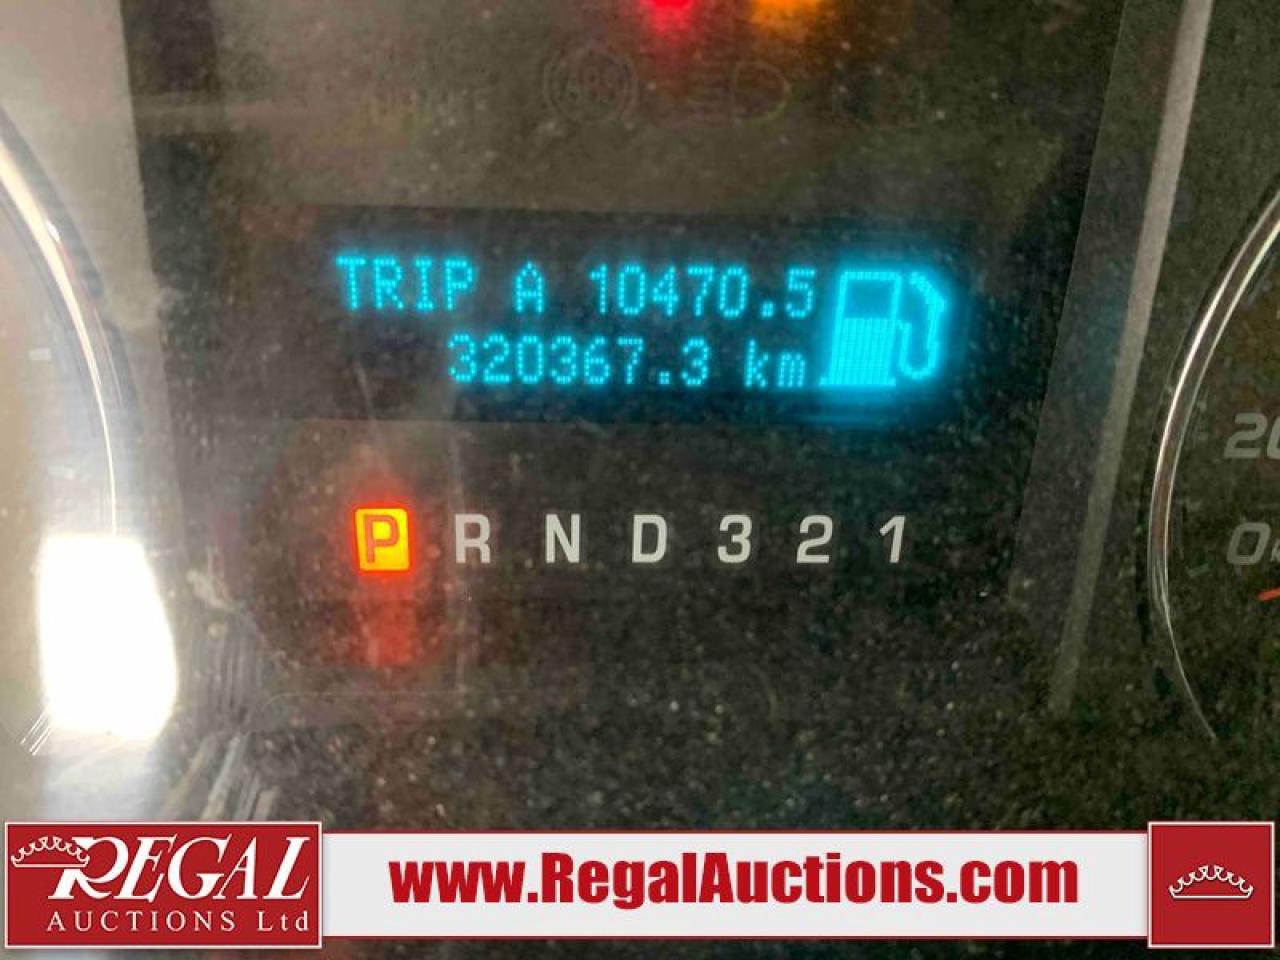 TRIP A 10470.5
320367.3 km
P R N D 3 2 1
REGAL
AUCTIONS Ltd
www.RegalAuctions.com